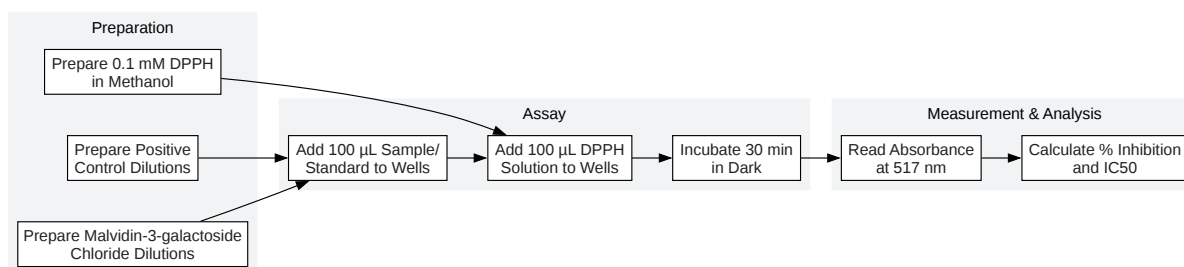 Preparation
Prepare 0.1 mM DPPH
in Methanol
Prepare Positive
Control Dilutions
Prepare Malvidin-3-galactoside
Chloride Dilutions
Assay
Add 100 µL Sample/
Standard to Wells
Add 100 µL DPPH
Solution to Wells
Incubate 30 min
in Dark
Measurement & Analysis
Read Absorbance
at 517 nm
Calculate % Inhibition
and IC50